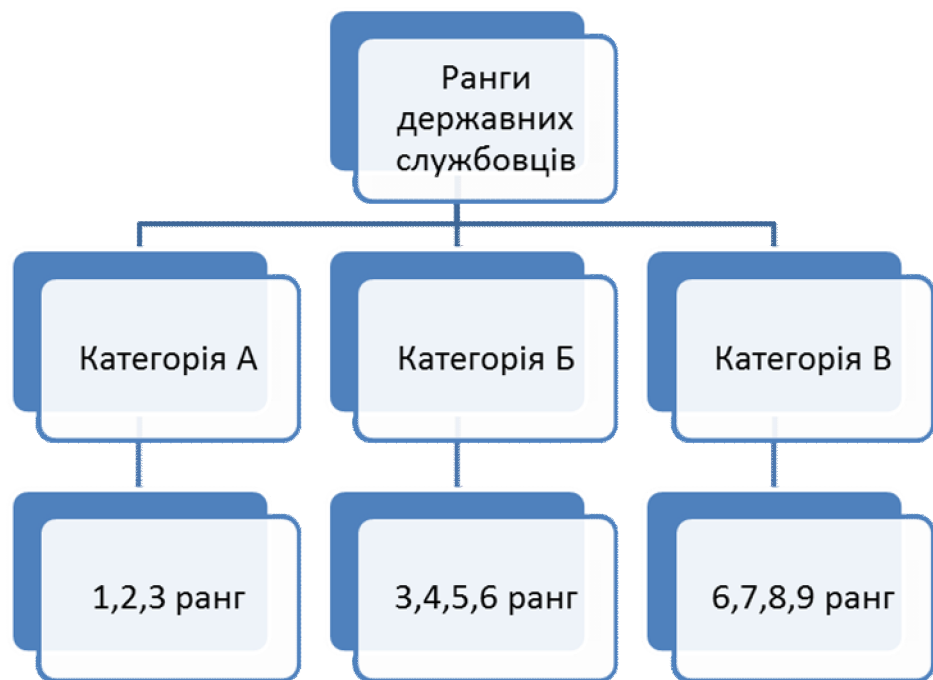 Ранги
державних
службовців
Категорія А
Категорія Б
Категорія В
1,2,3 ранг
3,4,5,6 ранг
6,7,8,9 ранг